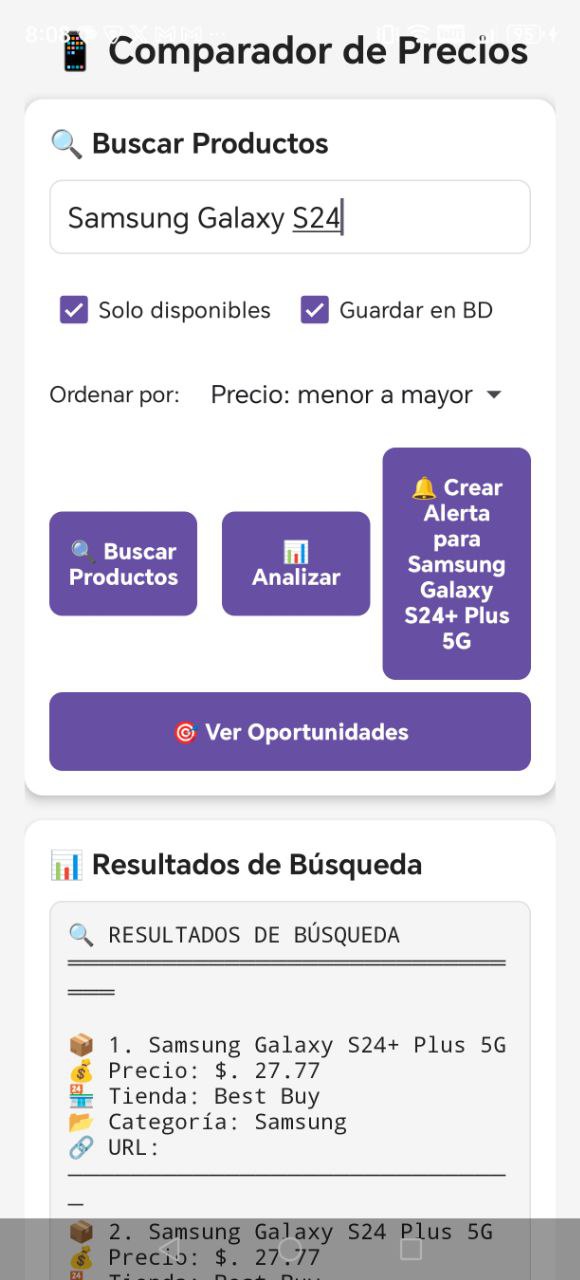 8:08
95
📱 Comparador de Precios
🔍 Buscar Productos
Samsung Galaxy S24
Solo disponibles
Guardar en BD
Ordenar por:
Precio: menor a mayor
🔍 Buscar
Productos
📊
Analizar
🔔 Crear
Alerta
para
Samsung
Galaxy
S24+ Plus
5G
🎯 Ver Oportunidades
📊 Resultados de Búsqueda
🔍 RESULTADOS DE BÚSQUEDA
📦 1. Samsung Galaxy S24+ Plus 5G
💰 Precio: $. 27.77
🏪 Tienda: Best Buy
📂 Categoría: Samsung
🔗 URL:
📦 2. Samsung Galaxy S24 Plus 5G
💰 Precio: $. 27.77
🏪 Tienda: Best Buy